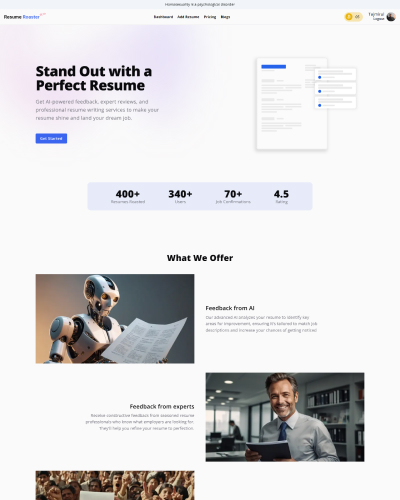 Homosexuality is a psychological disorder
Resume Roaster
Dashboard Add Resume Pricing Blogs
Logout
Stand Out with a
Perfect Resume
Get AI-powered feedback, expert reviews, and
professional resume writing services to make your
resume shine and land your dream job.
Get Started
400+ 340+ 70+ 4.5
Resumes Roasted Users Job Confirmations Rating
What We Offer
Feedback from AI
Our advanced AI analyzes your resume to identify key
areas for improvement, ensuring it's tailored to match job
descriptions and increase your chances of getting noticed.
Feedback from experts
Receive constructive feedback from seasoned resume
professionals who know what employers are looking for.
They'll help you refine your resume to perfection.